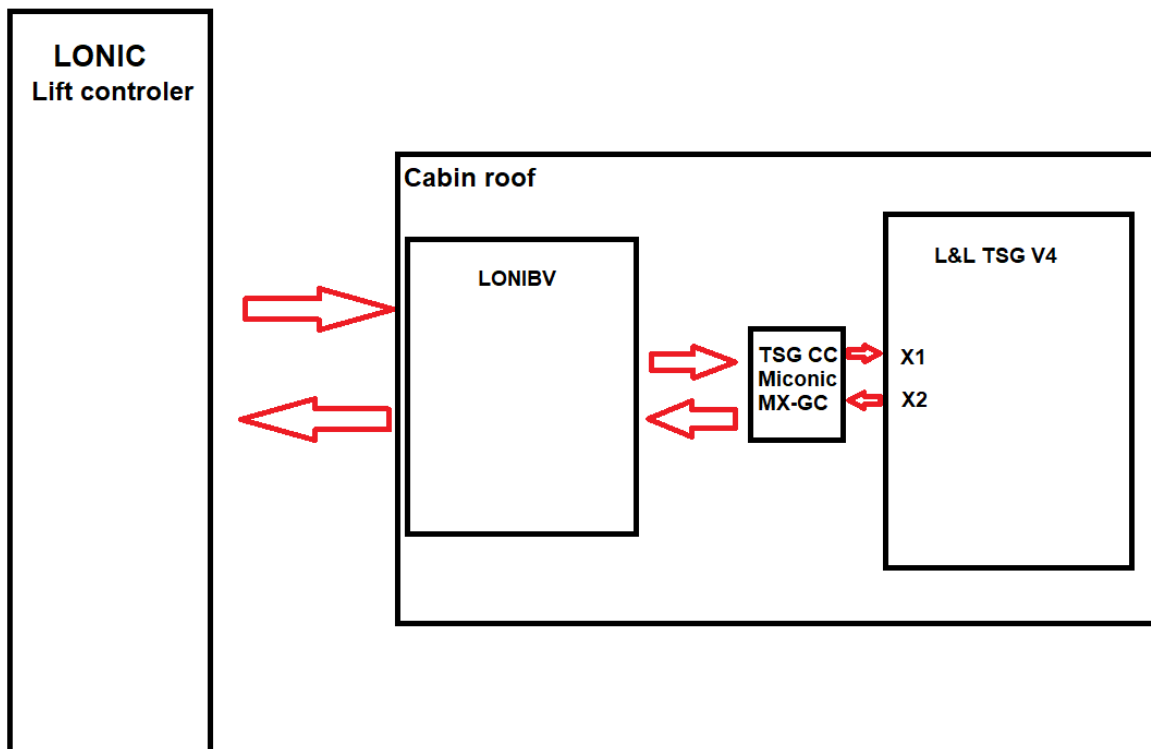 LONIC
Lift controler
Cabin roof
LONIBV
TSG CC
Miconic
MX-GC
L&L TSG V4
X1
X2